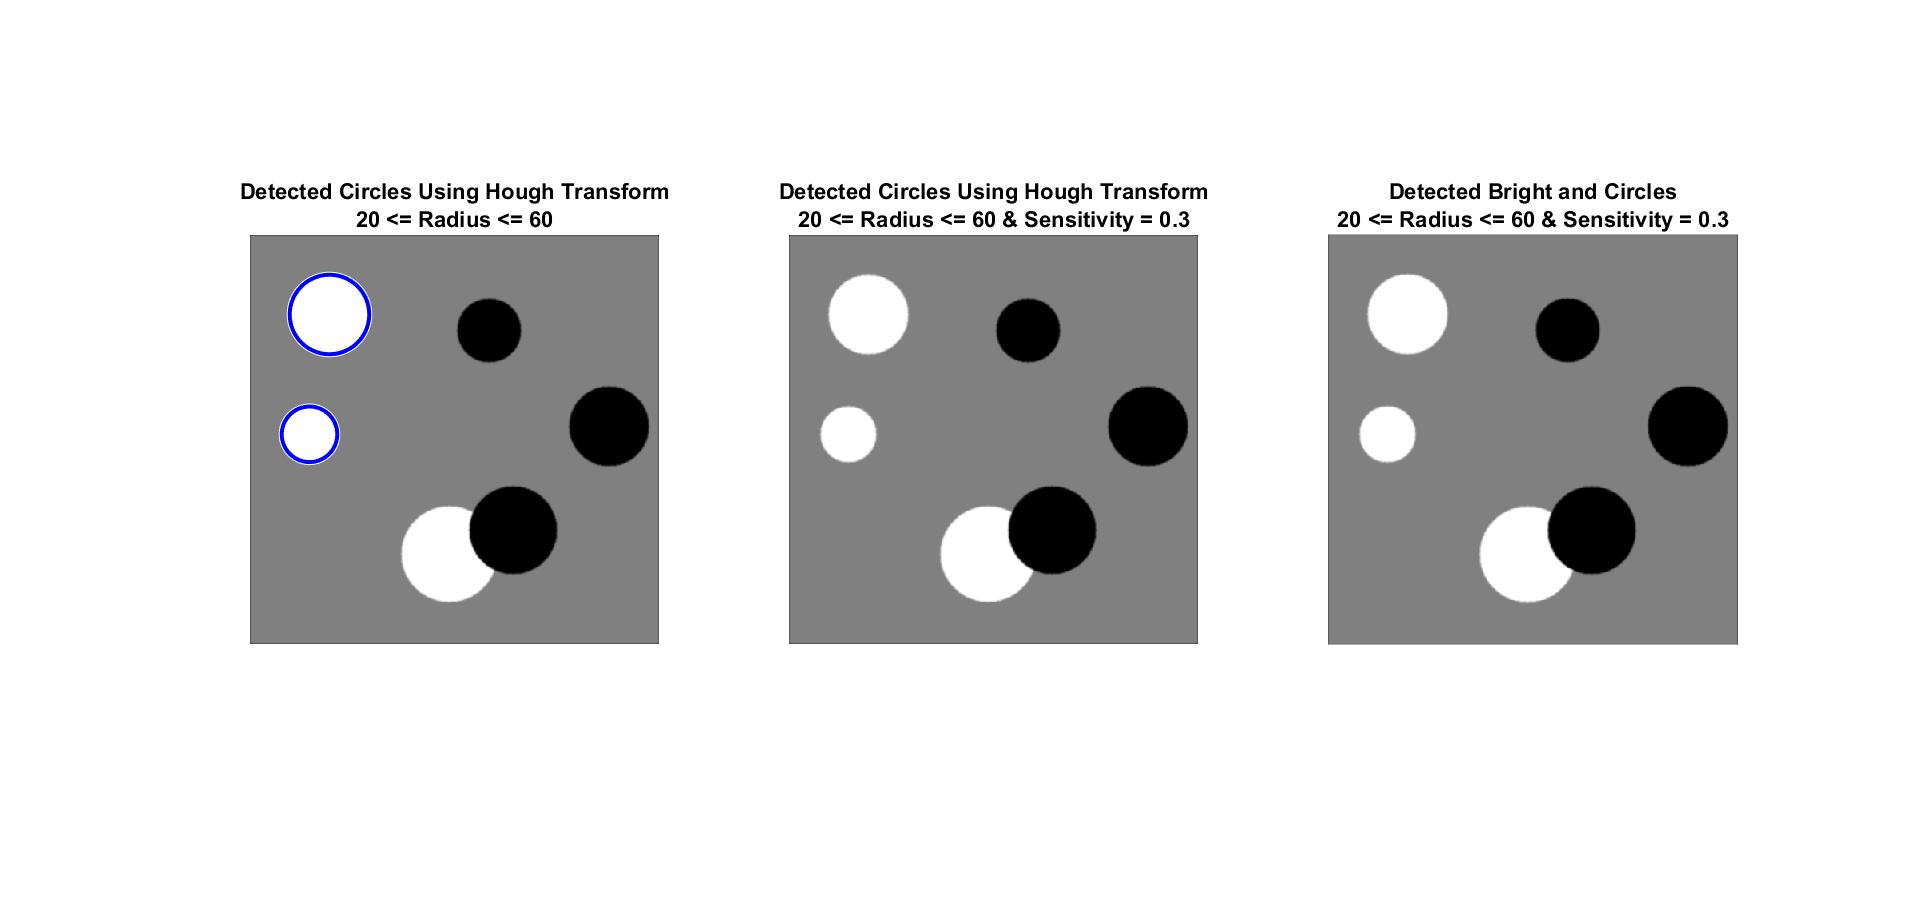 Detected Circles Using Hough Transform
20 <= Radius <= 60
Detected Circles Using Hough Transform
20 <= Radius <= 60 & Sensitivity = 0.3
Detected Bright and Circles
20 <= Radius <= 60 & Sensitivity = 0.3